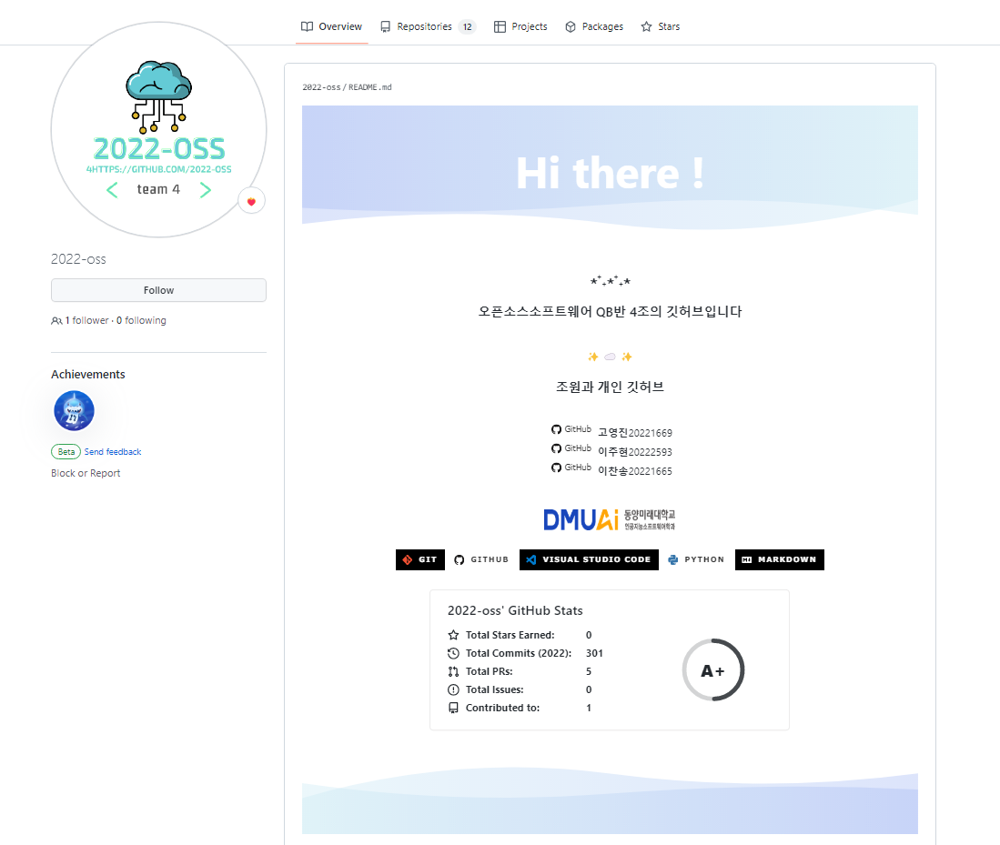 Overview Repositories 12 Projects Packages Stars
2022-OSS
4HTTPS://GITHUB.COM/2022-OSS
< team 4 >
2022-oss
Follow
1 follower · 0 following
Achievements
Beta Send feedback
Block or Report
2022-oss / README.md
Hi there !
⋆⁺₊⋆⁺₊⋆
오픈소스소프트웨어 QB반 4조의 깃허브입니다
✨ ☁️ ✨
조원과 개인 깃허브
GitHub 고영진20221669
GitHub 이주현20222593
GitHub 이찬송20221665
DMUAi 동양미래대학교
인공지능소프트웨어학과
GIT GITHUB VISUAL STUDIO CODE PYTHON MARKDOWN
2022-oss' GitHub Stats
Total Stars Earned: 0
Total Commits (2022): 301
Total PRs: 5
Total Issues: 0
Contributed to: 1
A+